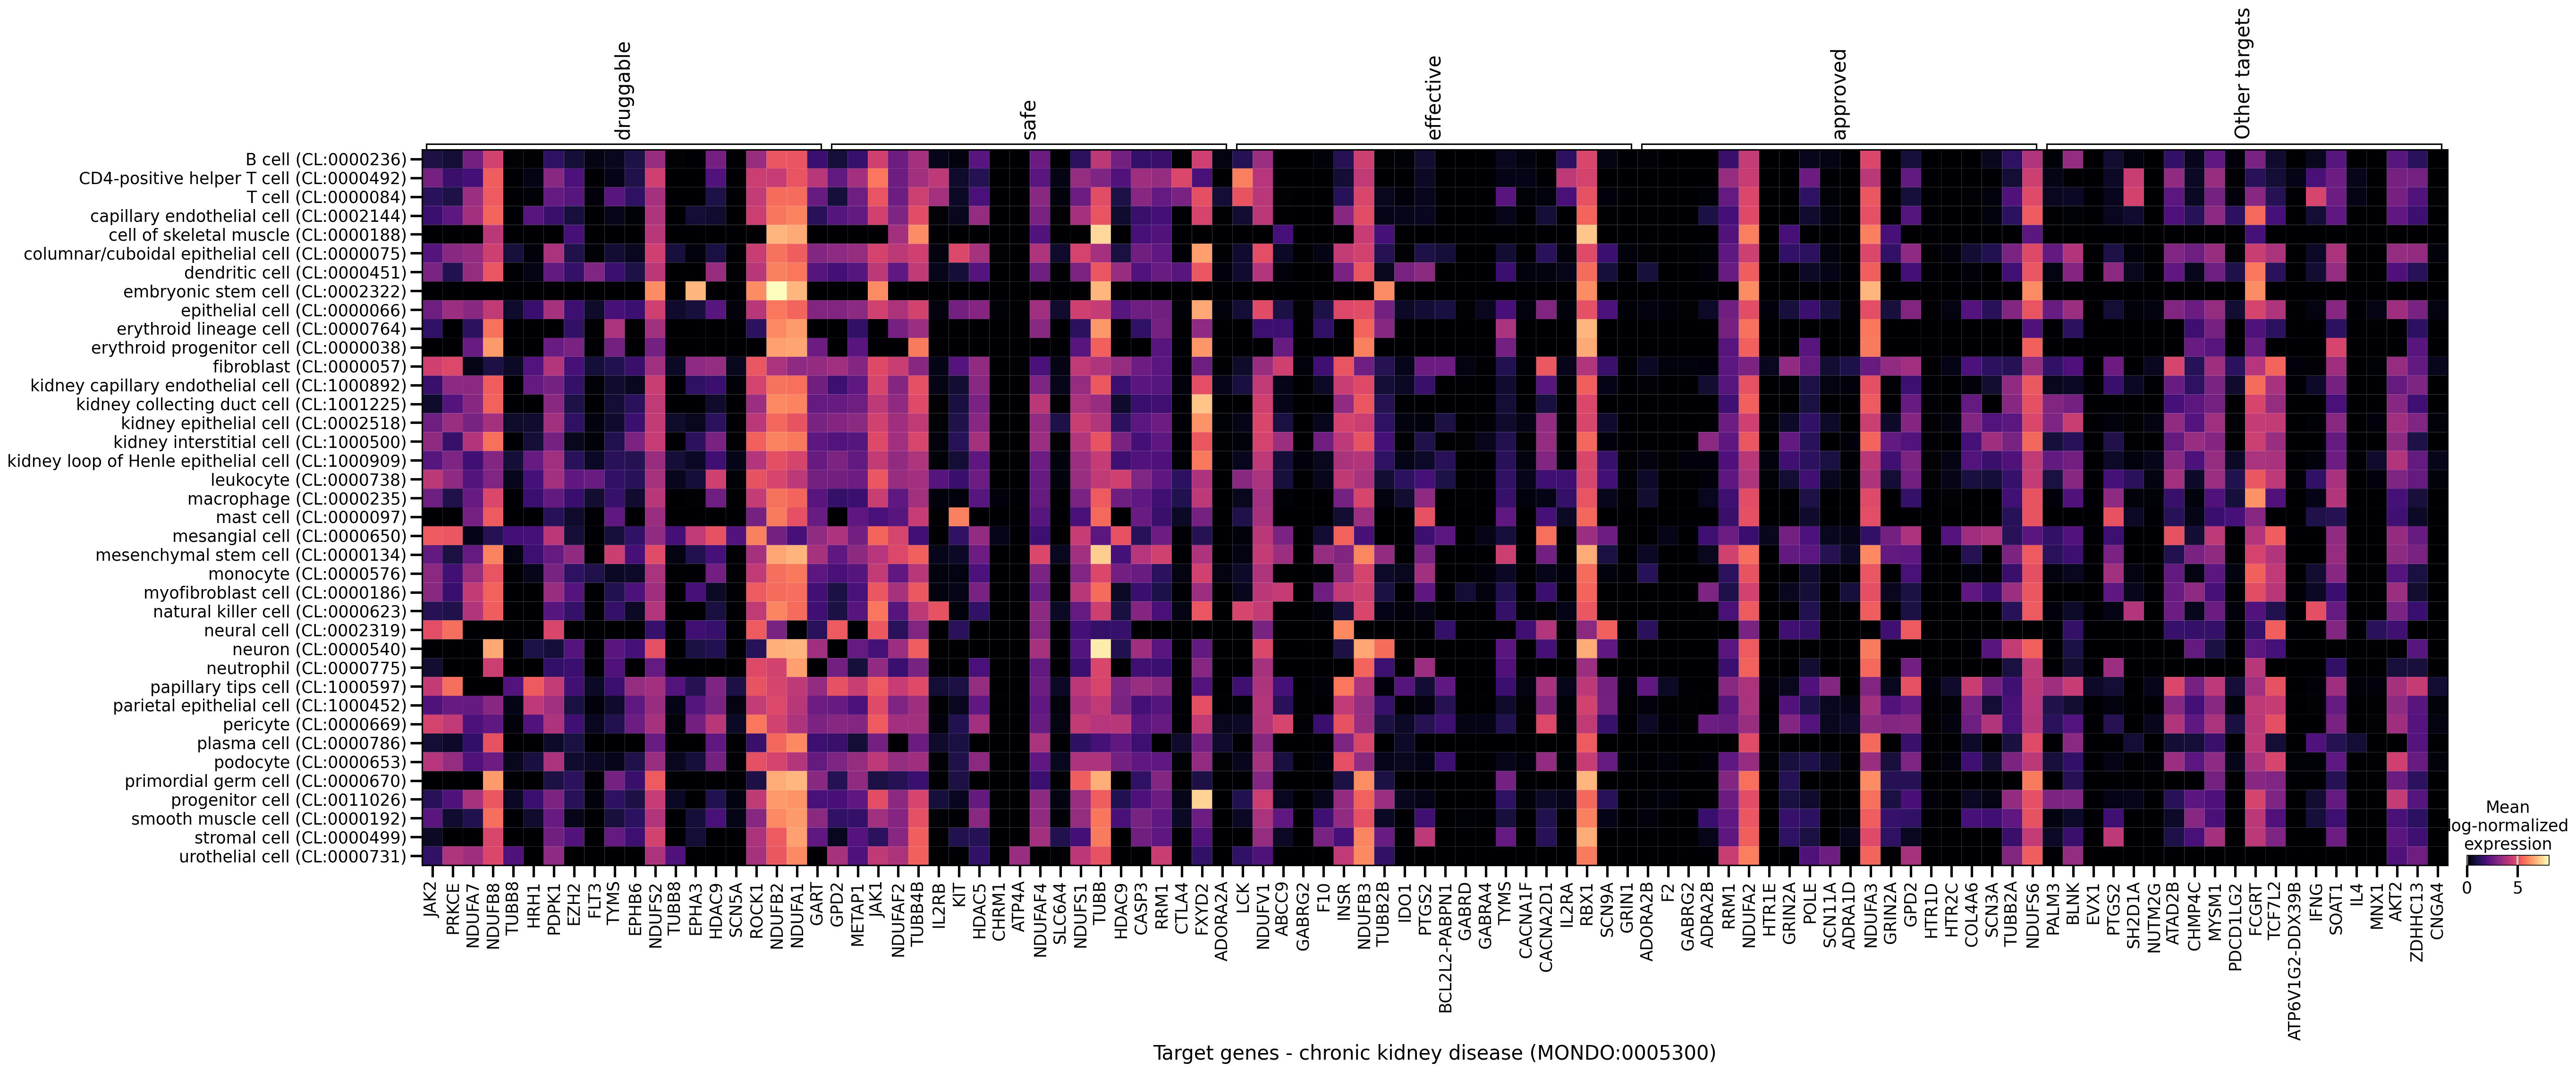 druggable
safe
effective
approved
Other targets
B cell (CL:0000236)
CD4-positive helper T cell (CL:0000492)
T cell (CL:0000084)
capillary endothelial cell (CL:0002144)
cell of skeletal muscle (CL:0000188)
columnar/cuboidal epithelial cell (CL:0000075)
dendritic cell (CL:0000451)
embryonic stem cell (CL:0002322)
epithelial cell (CL:0000066)
erythroid lineage cell (CL:0000764)
erythroid progenitor cell (CL:0000038)
fibroblast (CL:0000057)
kidney capillary endothelial cell (CL:1000892)
kidney collecting duct cell (CL:1001225)
kidney epithelial cell (CL:0002518)
kidney interstitial cell (CL:1000500)
kidney loop of Henle epithelial cell (CL:1000909)
leukocyte (CL:0000738)
macrophage (CL:0000235)
mast cell (CL:0000097)
mesangial cell (CL:0000650)
mesenchymal stem cell (CL:0000134)
monocyte (CL:0000576)
myofibroblast cell (CL:0000186)
natural killer cell (CL:0000623)
neural cell (CL:0002319)
neuron (CL:0000540)
neutrophil (CL:0000775)
papillary tips cell (CL:1000597)
parietal epithelial cell (CL:1000452)
pericyte (CL:0000669)
plasma cell (CL:0000786)
podocyte (CL:0000653)
primordial germ cell (CL:0000670)
progenitor cell (CL:0011026)
smooth muscle cell (CL:0000192)
stromal cell (CL:0000499)
urothelial cell (CL:0000731)
JAK2
PRKCE
NDUFA7
NDUFB8
TUBB8
HRH1
PDPK1
EZH2
FLT3
TYMS
EPHB6
NDUFS2
TUBB8
EPHA3
HDAC9
SCN5A
ROCK1
NDUFB2
NDUFA1
GART
GPD2
METAP1
JAK1
NDUFAF2
TUBB4B
IL2RB
KIT
HDAC5
CHRM1
ATP4A
NDUFAF4
SLC6A4
NDUFS1
TUBB
HDAC9
CASP3
RRM1
CTLA4
FXYD2
ADORA2A
LCK
NDUFV1
ABCC9
GABRG2
F10
INSR
NDUFB3
TUBB2B
IDO1
PTGS2
BCL2L2-PABPN1
GABRD
GABRA4
TYMS
CACNA1F
CACNA2D1
IL2RA
RBX1
SCN9A
GRIN1
ADORA2B
F2
GABRG2
ADRA2B
RRM1
NDUFA2
HTR1E
GRIN2A
POLE
SCN11A
ADRA1D
NDUFA3
GRIN2A
GPD2
HTR1D
HTR2C
COL4A6
SCN3A
TUBB2A
NDUFS6
PALM3
BLNK
EVX1
PTGS2
SH2D1A
NUTM2G
ATAD2B
CHMP4C
MYSM1
PDCD1LG2
FCGRT
TCF7L2
ATP6V1G2-DDX39B
IFNG
SOAT1
IL4
MNX1
AKT2
ZDHHC13
CNGA4
Target genes - chronic kidney disease (MONDO:0005300)
Mean
log-normalized
expression
0 5